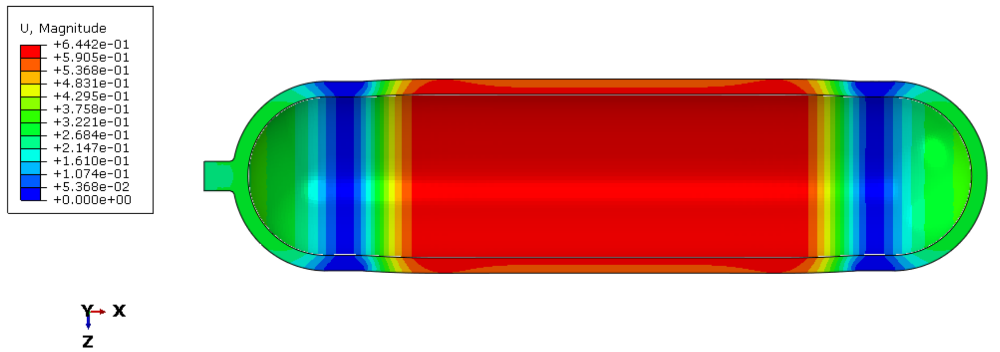 U, Magnitude
+6.442e-01
+5.905e-01
+5.368e-01
+4.831e-01
+4.295e-01
+3.758e-01
+3.221e-01
+2.684e-01
+2.147e-01
+1.610e-01
+1.074e-01
+5.368e-02
+0.000e+00
Y X
Z